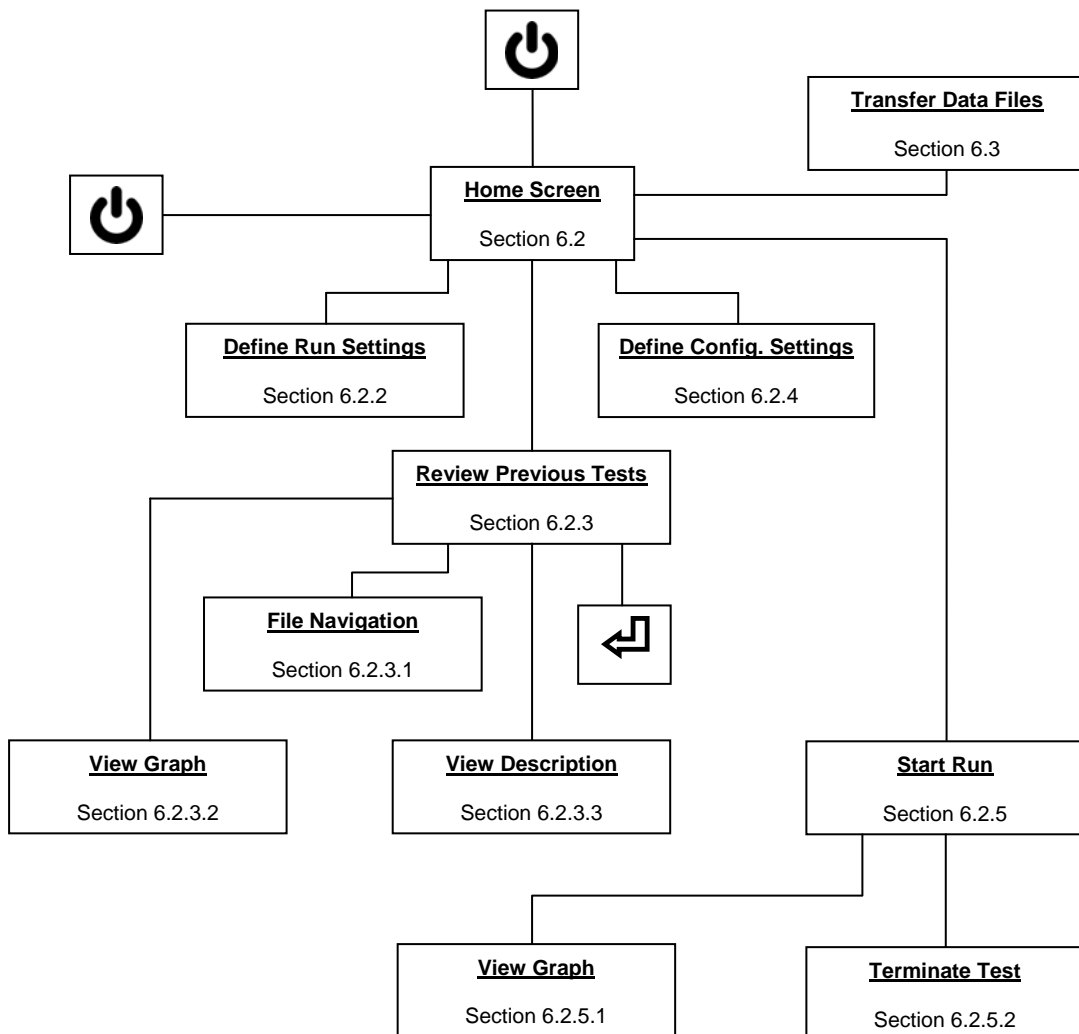 Transfer Data Files
Section 6.3
Home Screen
Section 6.2
Define Run Settings
Section 6.2.2
Define Config. Settings
Section 6.2.4
Review Previous Tests
Section 6.2.3
File Navigation
Section 6.2.3.1
View Graph
Section 6.2.3.2
View Description
Section 6.2.3.3
Start Run
Section 6.2.5
View Graph
Section 6.2.5.1
Terminate Test
Section 6.2.5.2